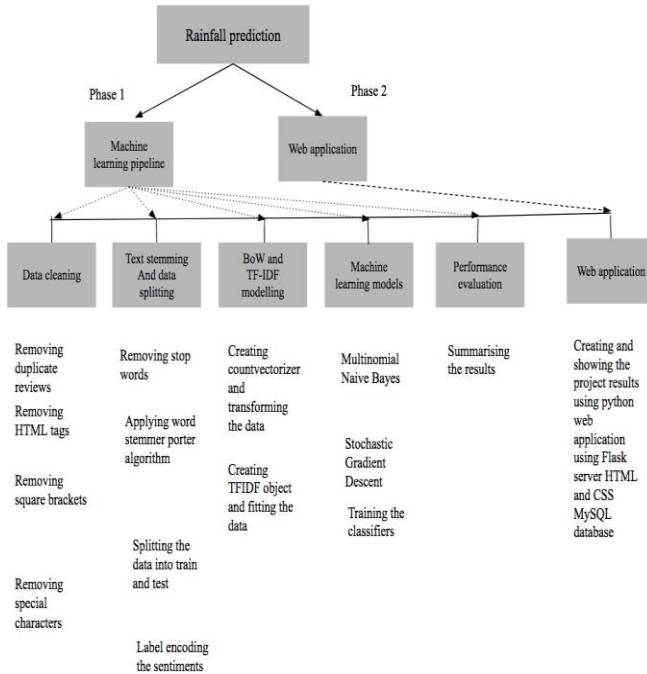 Rainfall prediction
Phase 1
Phase 2
Machine
learning pipeline
Web application
Data cleaning
Text stemming
And data
splitting
BoW and
TF-IDF
modelling
Machine
learning models
Performance
evaluation
Web application
Removing
duplicate
reviews
Removing
HTML tags
Removing
square brackets
Removing
special
characters
Removing stop
words
Applying word
stemmer porter
algorithm
Splitting the
data into train
and test
Label encoding
the sentiments
Creating
countvectorizer
and
transforming
the data
Creating
TFIDF object
and fitting the
data
Multinomial
Naive Bayes
Stochastic
Gradient
Descent
Training the
classifiers
Summarising
the results
Creating and
showing the
project results
using python
web
application
using Flask
server HTML
and CSS
MySQL
database